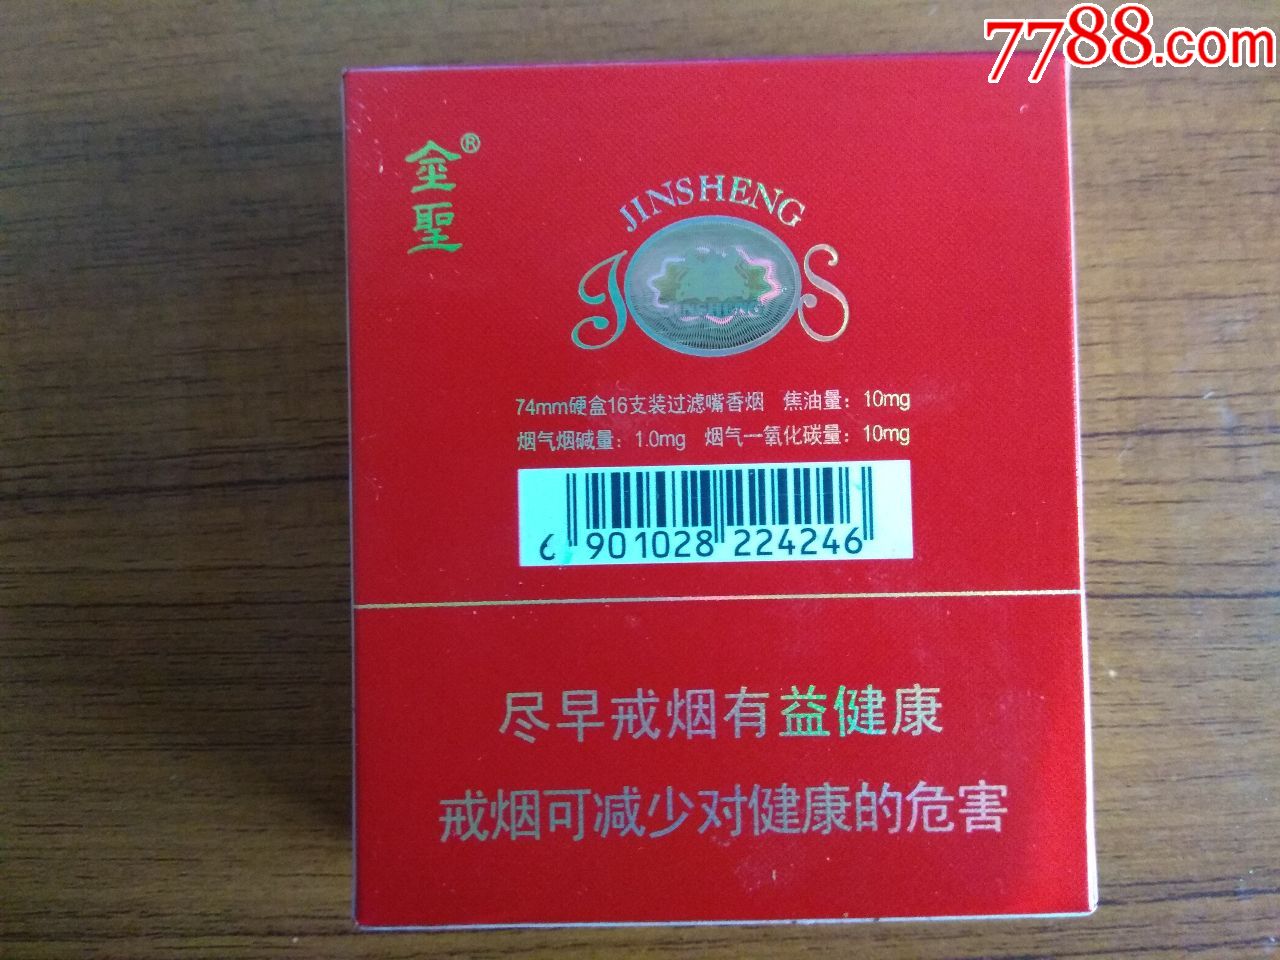 7788.com
金聖®
JINSHENG
J S
JINSHENG
74mm硬盒16支装过滤嘴香烟 焦油量：10mg
烟气烟碱量：1.0mg 烟气一氧化碳量：10mg
6 901028 224246
尽早戒烟有益健康
戒烟可减少对健康的危害